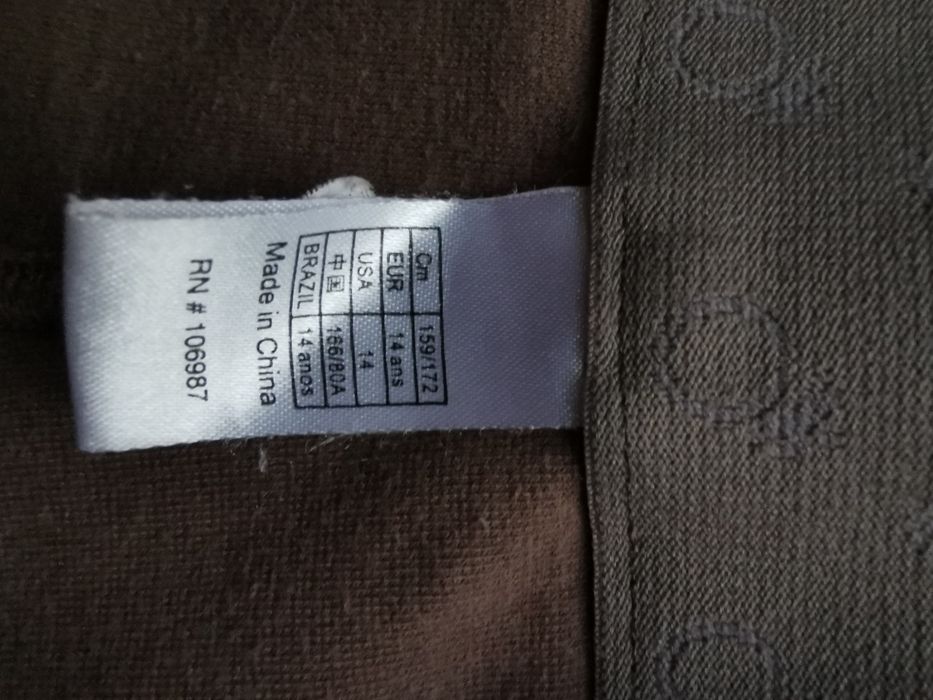 Cm 159/172
EUR 14 ans
USA 14
中国 166/80A
BRAZIL 14 anos
Made in China
RN # 106987